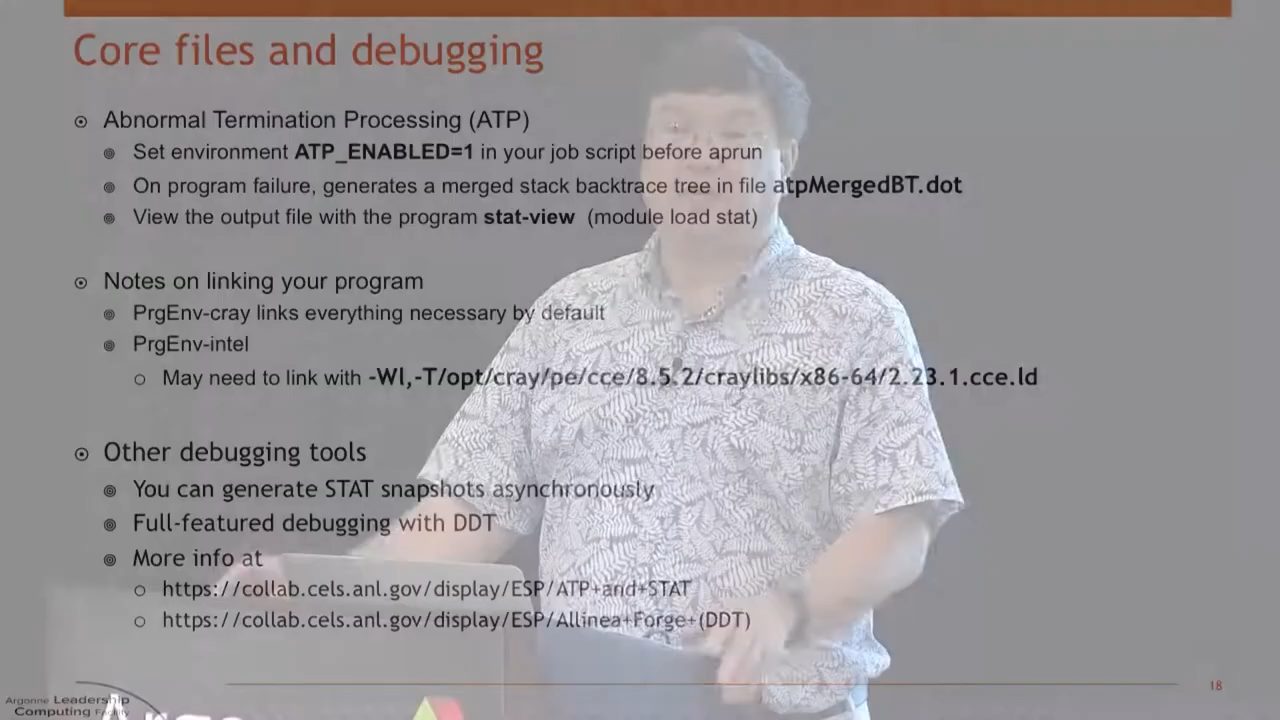 Core files and debugging
Abnormal Termination Processing (ATP)
Set environment ATP_ENABLED=1 in your job script before aprun
On program failure, generates a merged stack backtrace tree in file atpMergedBT.dot
View the output file with the program stat-view (module load stat)
Notes on linking your program
PrgEnv-cray links everything necessary by default
PrgEnv-intel
May need to link with -Wl,-T/opt/cray/pe/cce/8.5.2/craylibs/x86-64/2.23.1.cce.ld
Other debugging tools
You can generate STAT snapshots asynchronously
Full-featured debugging with DDT
More info at
https://collab.cels.anl.gov/display/ESP/ATP+and+STAT
https://collab.cels.anl.gov/display/ESP/Allinea+Forge+(DDT)
18
Argonne Leadership
Computing Facility